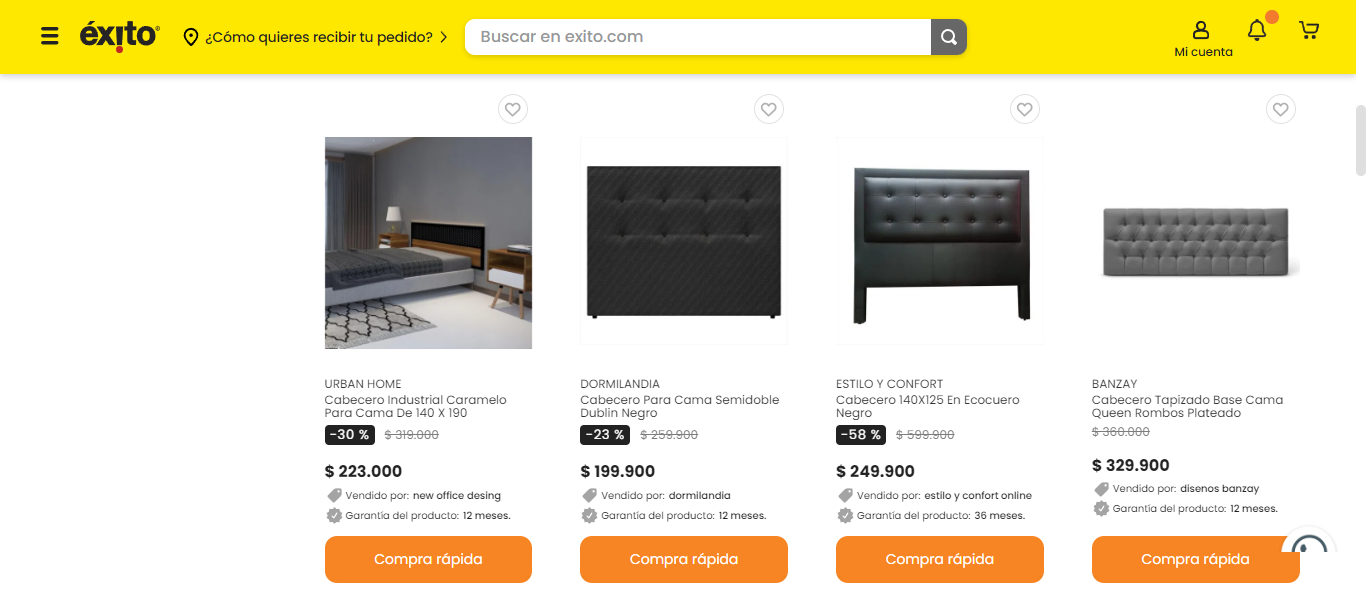 éxito
¿Cómo quieres recibir tu pedido?
Buscar en exito.com
Mi cuenta
URBAN HOME
Cabecero Industrial Caramelo
Para Cama De 140 X 190
-30 % $ 319.000
$ 223.000
Vendido por: new office desing
Garantía del producto: 12 meses.
Compra rápida
DORMILANDIA
Cabecero Para Cama Semidoble
Dublin Negro
-23 % $ 259.900
$ 199.900
Vendido por: dormilandia
Garantía del producto: 12 meses.
Compra rápida
ESTILO Y CONFORT
Cabecero 140X125 En Ecocuero
Negro
-58 % $ 599.900
$ 249.900
Vendido por: estilo y confort online
Garantía del producto: 36 meses.
Compra rápida
BANZAY
Cabecero Tapizado Base Cama
Queen Rombos Plateado
$ 360.000
$ 329.900
Vendido por: disenos banzay
Garantía del producto: 12 meses.
Compra rápida